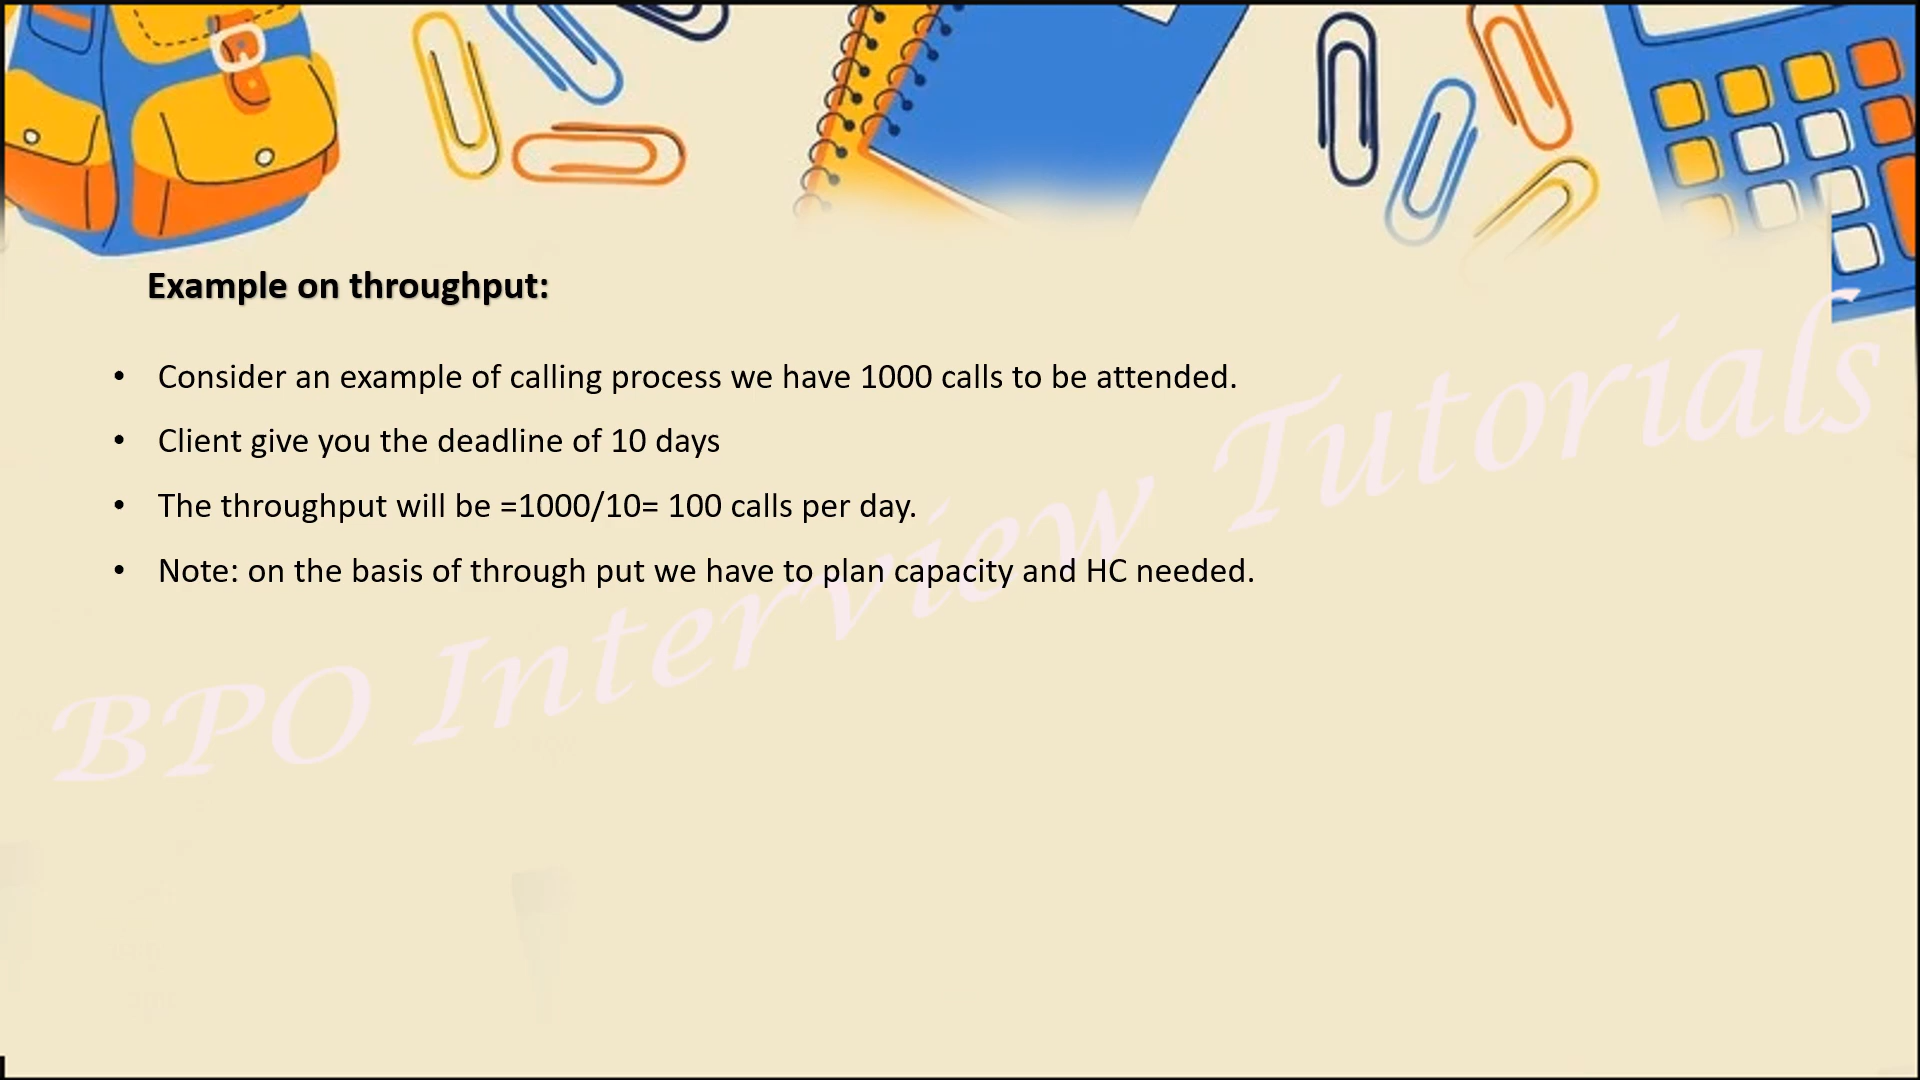 Example on throughput:
• Consider an example of calling process we have 1000 calls to be attended.
• Client give you the deadline of 10 days
• The throughput will be =1000/10= 100 calls per day.
• Note: on the basis of through put we have to plan capacity and HC needed.
BPO Interview Tutorials